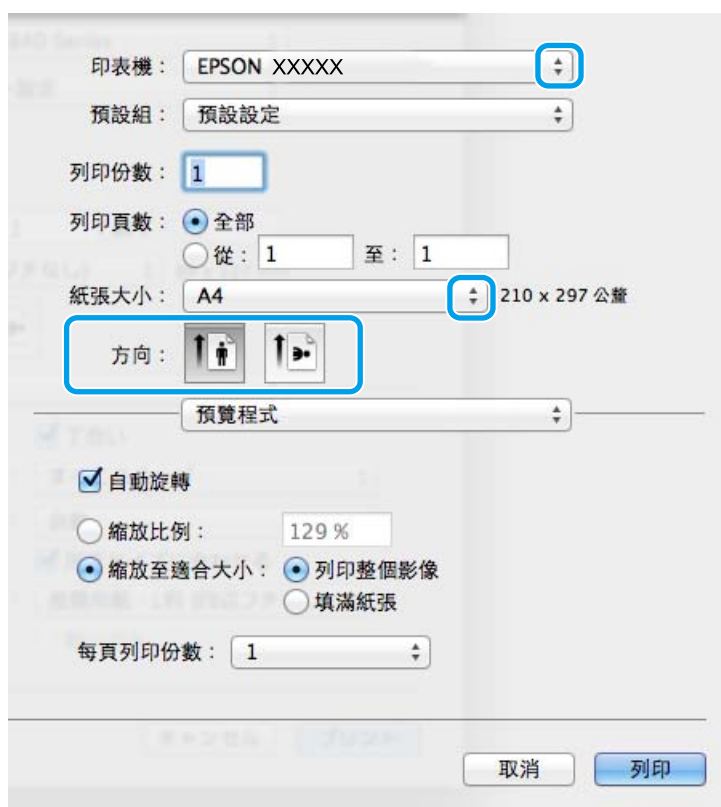 印表機： EPSON XXXXX
預設組： 預設設定
列印份數： 1
列印頁數： 全部
從： 1 至： 1
紙張大小： A4 210 x 297 公釐
方向：
預覽程式
自動旋轉
縮放比例： 129 %
縮放至適合大小： 列印整個影像
填滿紙張
每頁列印份數： 1
取消 列印